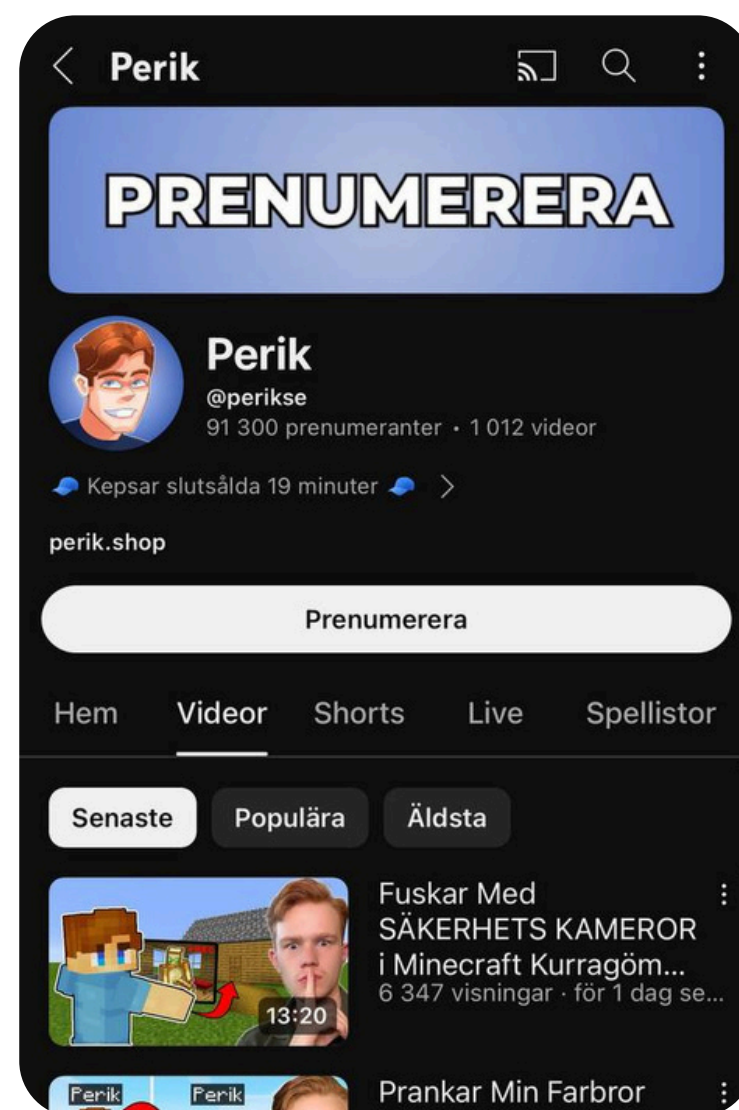 Perik
PRENUMERERA
Perik
@perikse
91 300 prenumeranter • 1 012 videor
Kepsar slutsålda 19 minuter
perik.shop
Prenumerera
Hem Videor Shorts Live Spellistor
Senaste Populära Äldsta
Fuskar Med
SÄKERHETS KAMEROR
i Minecraft Kurragöm...
6 347 visningar · för 1 dag se...
13:20
Perik Perik
Prankar Min Farbror